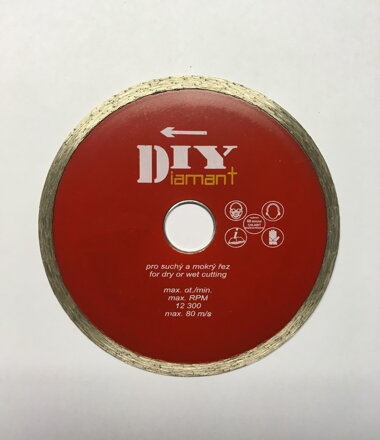 DIY
Diamant
pro suchý a mokrý řez
for dry or wet cutting
max. ot./min.
max. RPM
12 300
max. 80 m/s